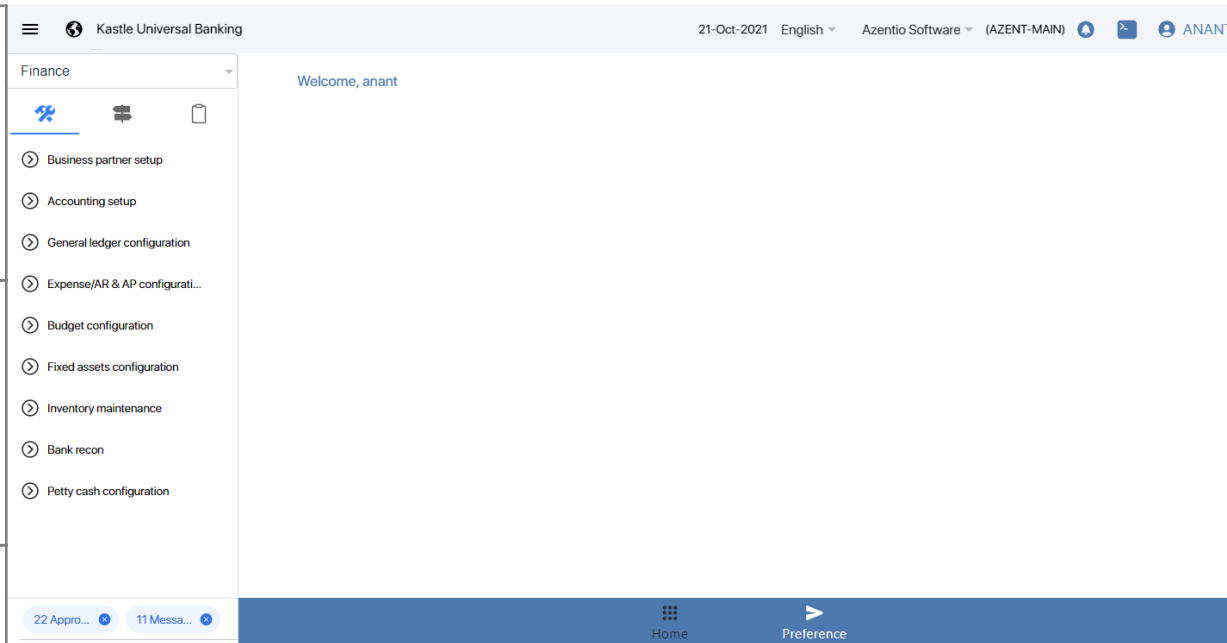 Kastle Universal Banking
21-Oct-2021 English Azentio Software (AZENT-MAIN) ANANT
Finance
Welcome, anant
Business partner setup
Accounting setup
General ledger configuration
Expense/AR & AP configurati...
Budget configuration
Fixed assets configuration
Inventory maintenance
Bank recon
Petty cash configuration
22 Appro... 11 Messa...
Home Preference